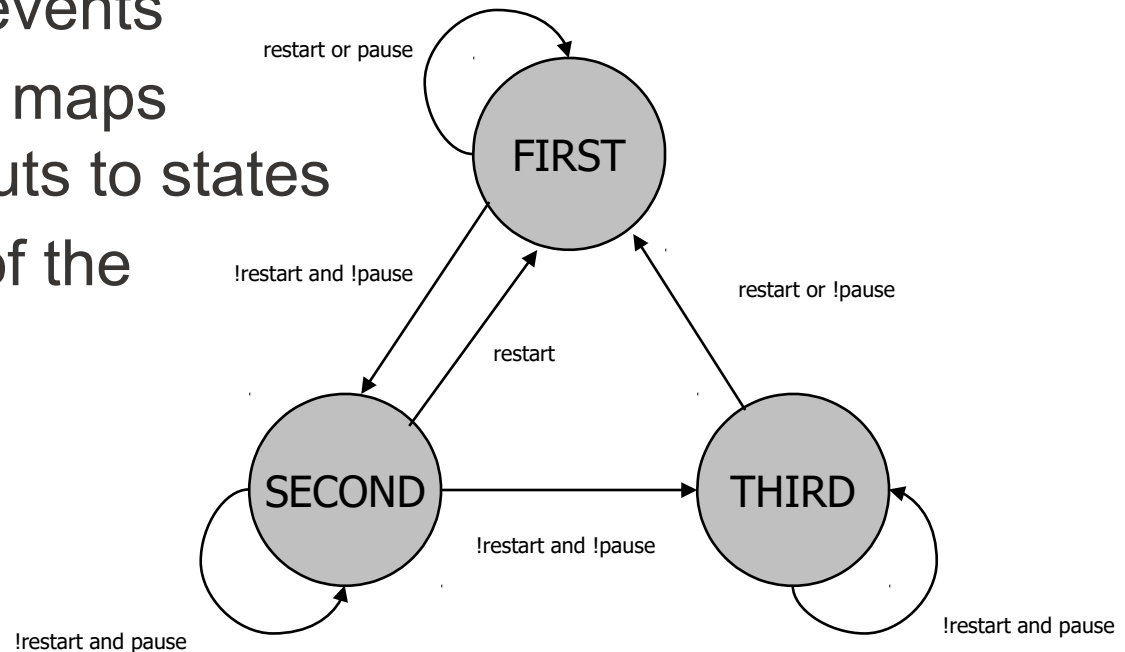 events
maps
uts to states
of the
restart or pause
FIRST
!restart and !pause
restart or !pause
restart
SECOND
THIRD
!restart and !pause
!restart and pause
!restart and pause